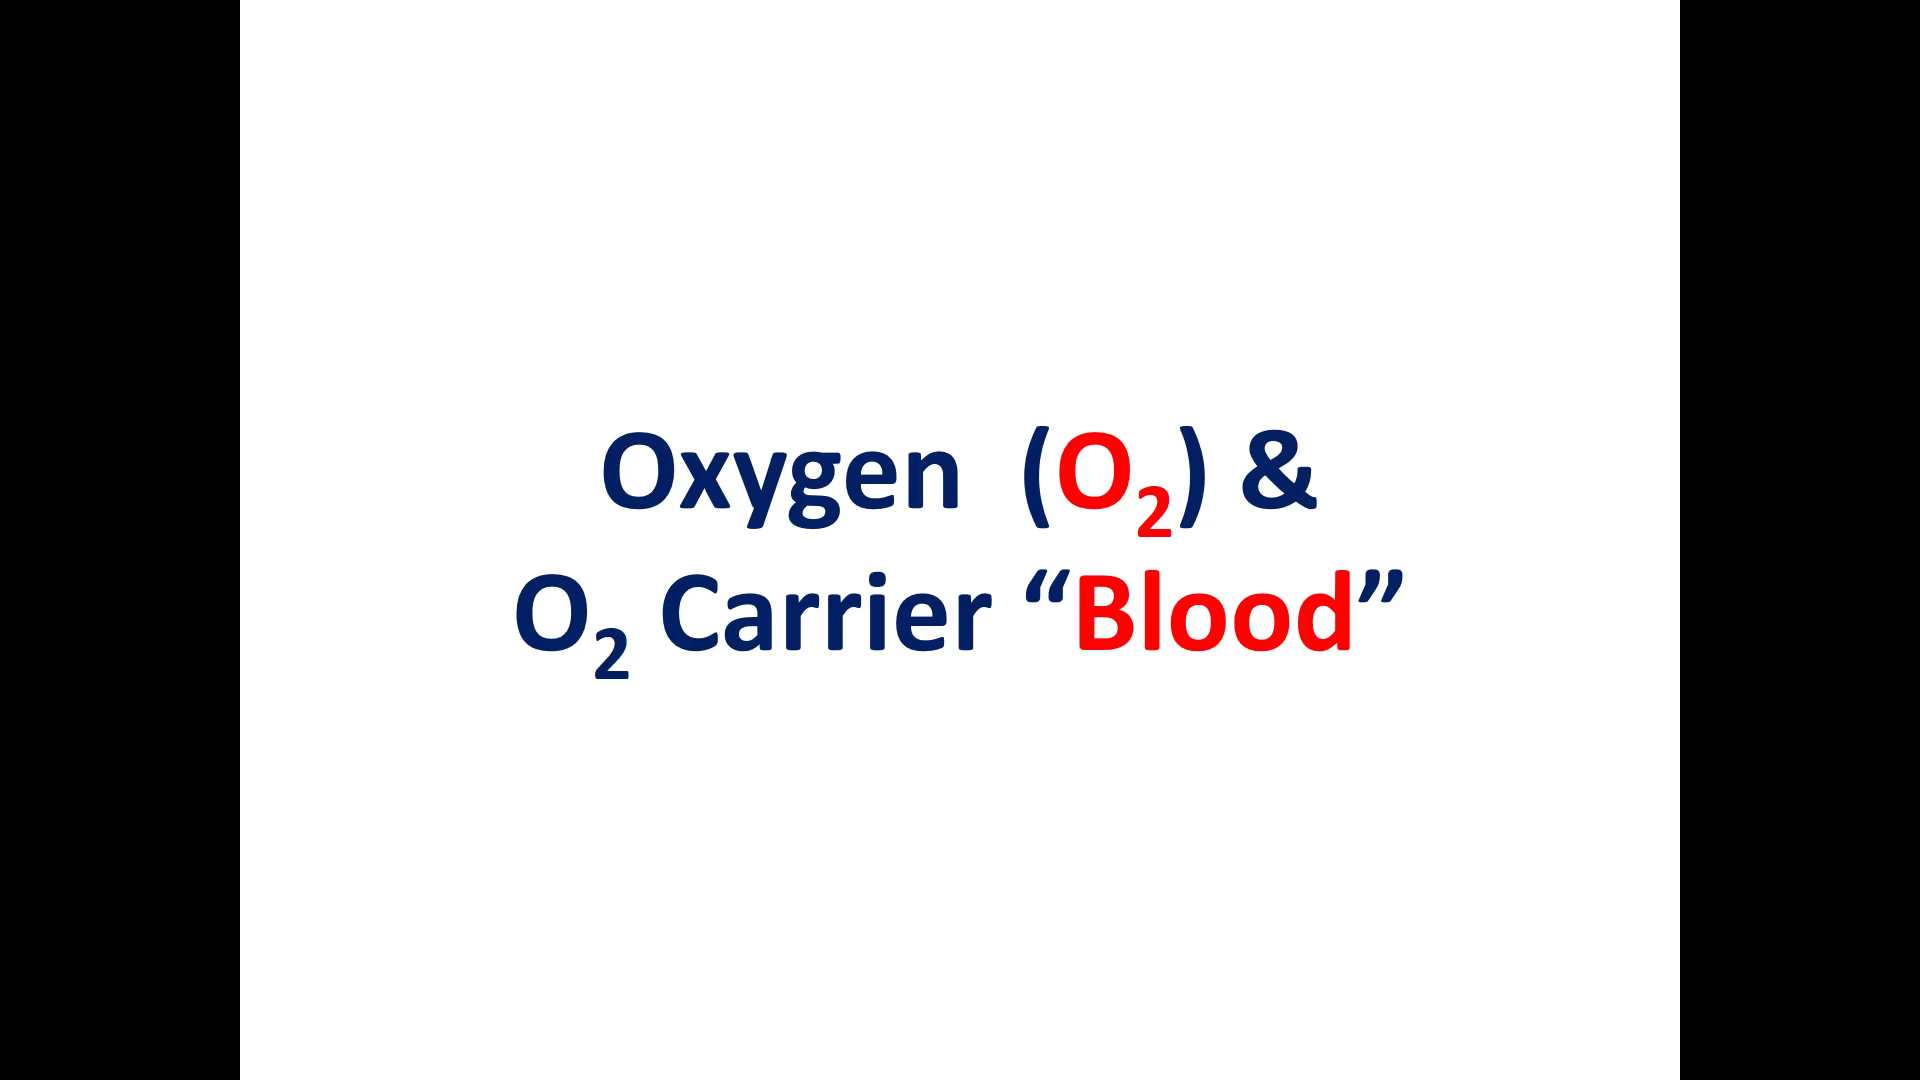 Oxygen  (O₂) &
O₂ Carrier “Blood”